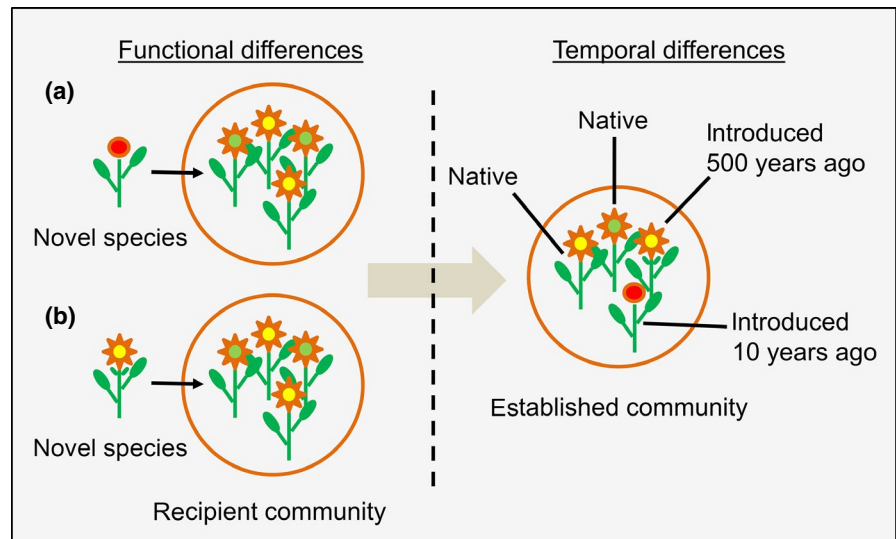 Functional differences
(a)
Novel species
(b)
Novel species
Recipient community
Temporal differences
Native
Native
Introduced
500 years ago
Introduced
10 years ago
Established community